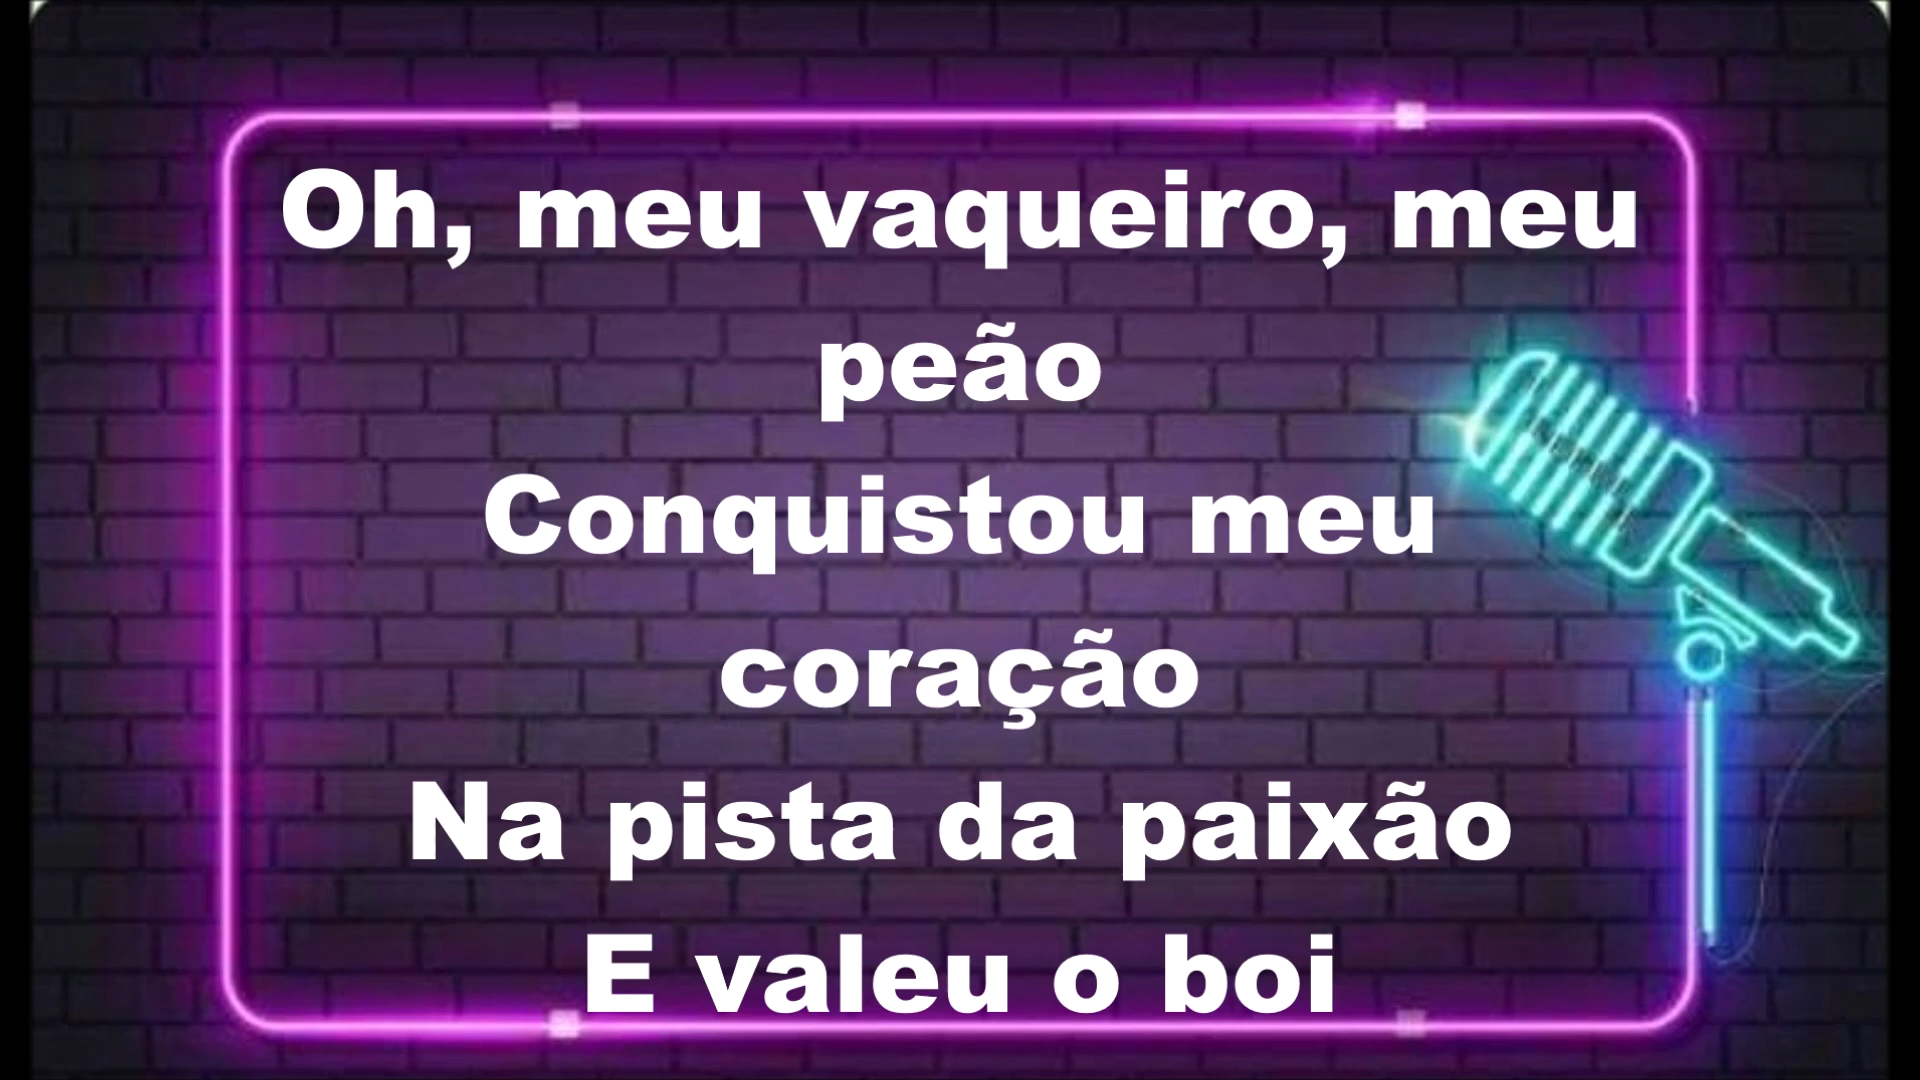 Oh, meu vaqueiro, meu
peão
Conquistou meu
coração
Na pista da paixão
E valeu o boi